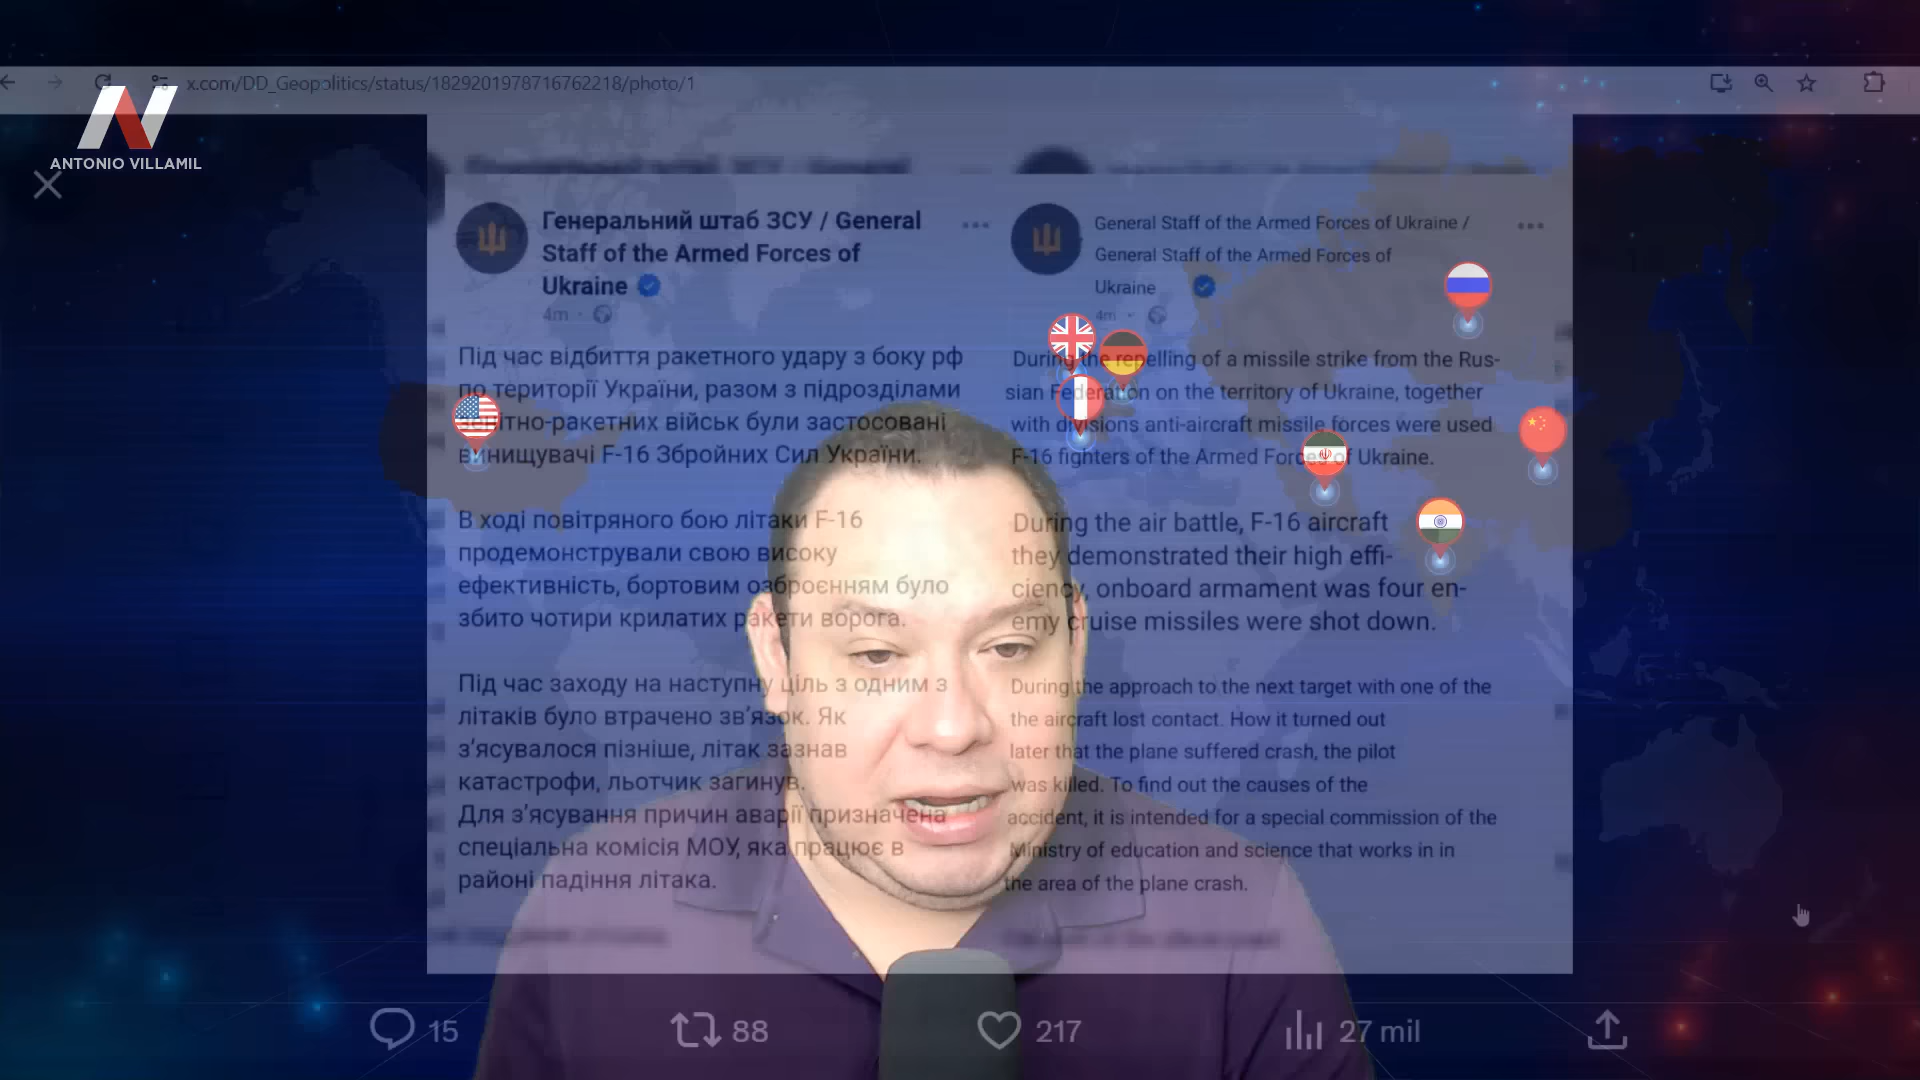 x.com/DD_Geopolitics/status/1829201978716762218/photo/1
ANTONIO VILLAMIL
Генеральний штаб ЗСУ / General
Staff of the Armed Forces of
Ukraine
4m
Під час відбиття ракетного удару з боку рф
по території України, разом з підрозділами
зенітно-ракетних військ були застосовані
винищувачі F-16 Збройних Сил України.
В ході повітряного бою літаки F-16
продемонстрували свою високу
ефективність, бортовим озброєнням було
збито чотири крилатих ракети ворога.
Під час заходу на наступну ціль з одним з
літаків було втрачено зв’язок. Як
з’ясувалося пізніше, літак зазнав
катастрофи, льотчик загинув.
Для з’ясування причин аварії призначена
спеціальна комісія МОУ, яка працює в
районі падіння літака.
General Staff of the Armed Forces of Ukraine /
General Staff of the Armed Forces of
Ukraine
4m
During the repelling of a missile strike from the Rus-
sian Federation on the territory of Ukraine, together
with divisions anti-aircraft missile forces were used
F-16 fighters of the Armed Forces of Ukraine.
During the air battle, F-16 aircraft
they demonstrated their high effi-
ciency, onboard armament was four en-
emy cruise missiles were shot down.
During the approach to the next target with one of the
the aircraft lost contact. How it turned out
later that the plane suffered crash, the pilot
was killed. To find out the causes of the
accident, it is intended for a special commission of the
Ministry of education and science that works in in
the area of the plane crash.
15
88
217
27 mil